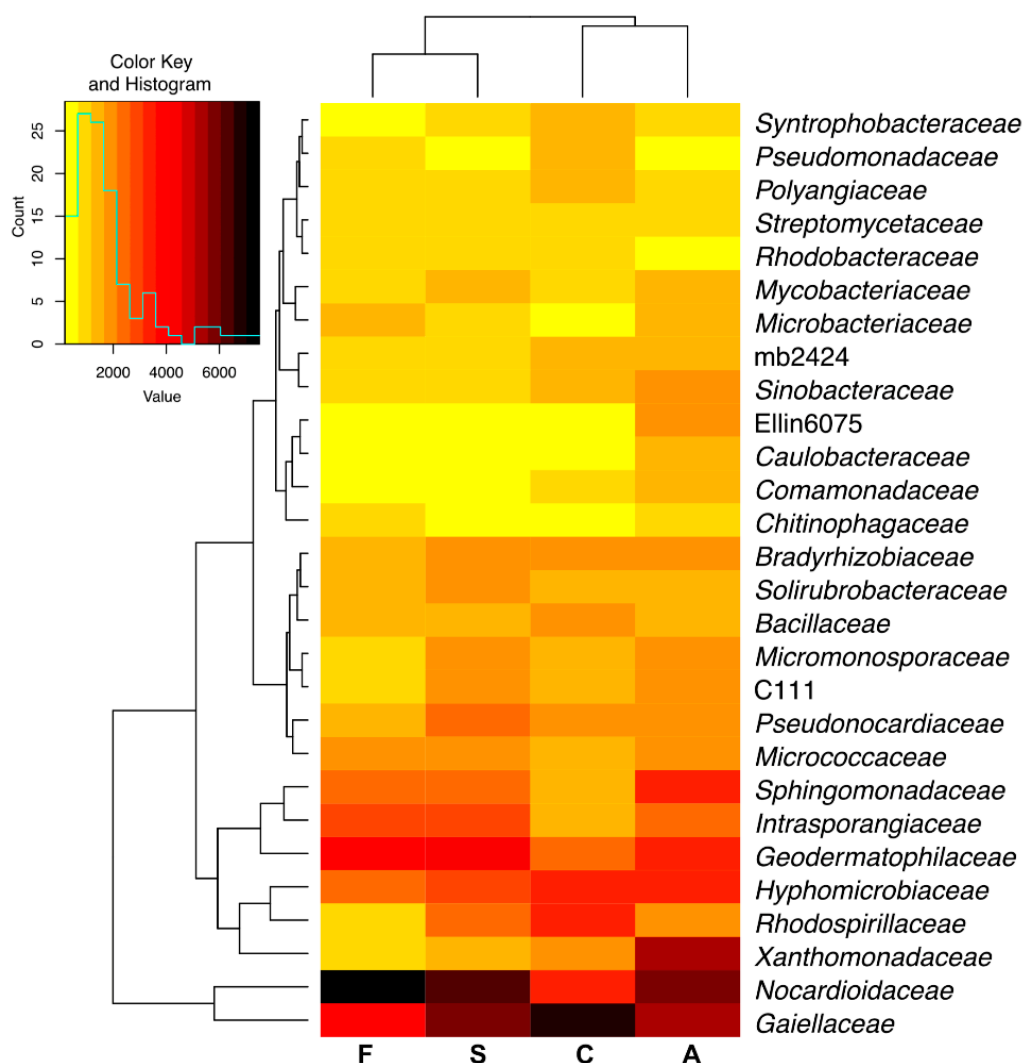 Color Key
and Histogram
Count
0
5
10
15
20
25
2000
4000
6000
Value
Syntrophobacteraceae
Pseudomonadaceae
Polyangiaceae
Streptomycetaceae
Rhodobacteraceae
Mycobacteriaceae
Microbacteriaceae
mb2424
Sinobacteraceae
Ellin6075
Caulobacteraceae
Comamonadaceae
Chitinophagaceae
Bradyrhizobiaceae
Solirubrobacteraceae
Bacillaceae
Micromonosporaceae
C111
Pseudonocardiaceae
Micrococcaceae
Sphingomonadaceae
Intrasporangiaceae
Geodermatophilaceae
Hyphomicrobiaceae
Rhodospirillaceae
Xanthomonadaceae
Nocardioidaceae
Gaiellaceae
F S C A